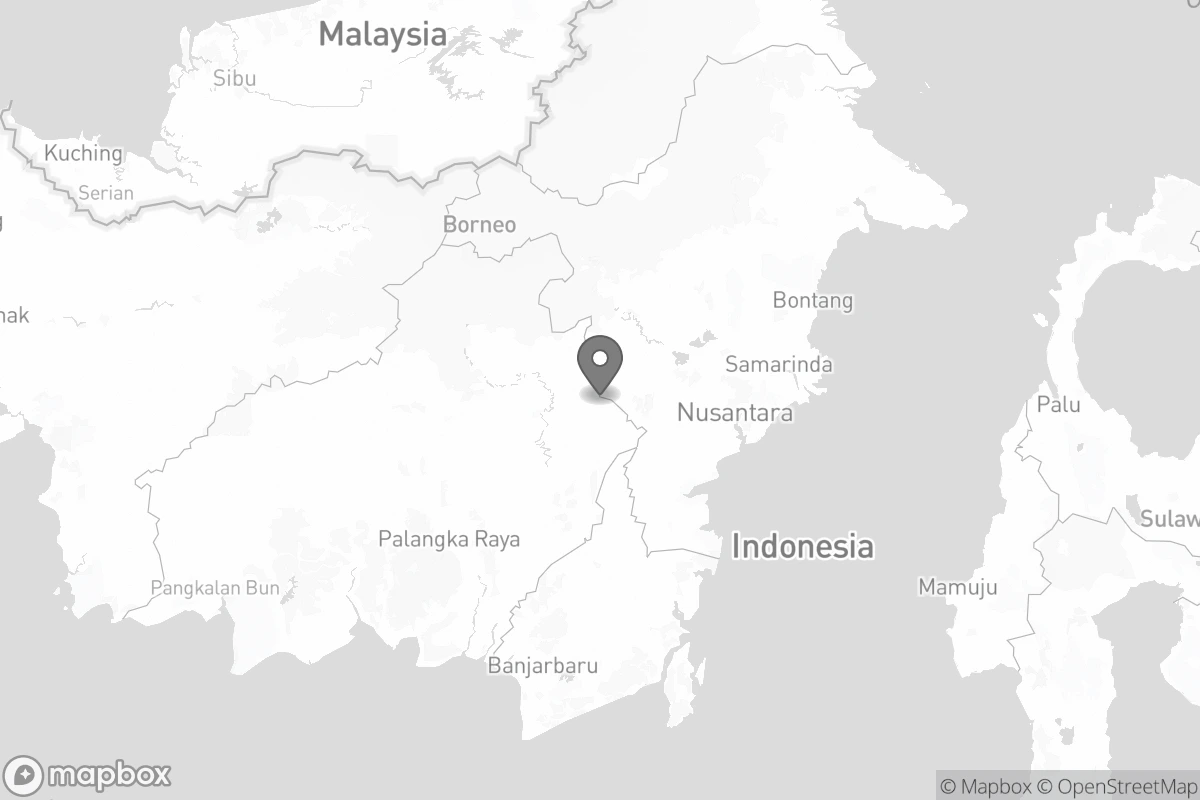 Malaysia
Sibu
Kuching
Serian
Borneo
Bontang
Samarinda
Nusantara
Palu
Sulaw
Palangka Raya
Indonesia
Pangkalan Bun
Mamuju
Banjarbaru
mapbox
© Mapbox © OpenStreetMap